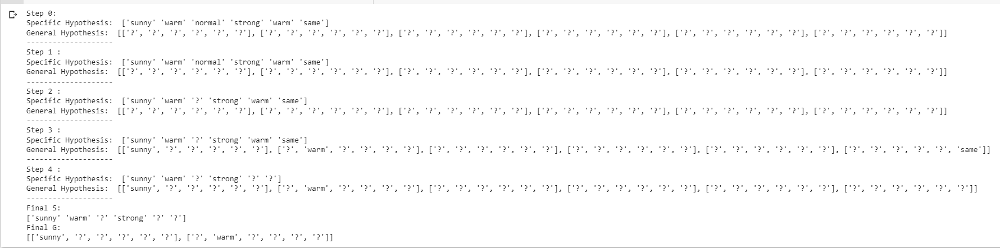 Step 0:
Specific Hypothesis:  ['sunny' 'warm' 'normal' 'strong' 'warm' 'same']
General Hypothesis:  [['?', '?', '?', '?', '?', '?'], ['?', '?', '?', '?', '?', '?'], ['?', '?', '?', '?', '?', '?'], ['?', '?', '?', '?', '?', '?'], ['?', '?', '?', '?', '?', '?'], ['?', '?', '?', '?', '?', '?']]
--------------------
Step 1 :
Specific Hypothesis:  ['sunny' 'warm' 'normal' 'strong' 'warm' 'same']
General Hypothesis:  [['?', '?', '?', '?', '?', '?'], ['?', '?', '?', '?', '?', '?'], ['?', '?', '?', '?', '?', '?'], ['?', '?', '?', '?', '?', '?'], ['?', '?', '?', '?', '?', '?'], ['?', '?', '?', '?', '?', '?']]
--------------------
Step 2 :
Specific Hypothesis:  ['sunny' 'warm' '?' 'strong' 'warm' 'same']
General Hypothesis:  [['?', '?', '?', '?', '?', '?'], ['?', '?', '?', '?', '?', '?'], ['?', '?', '?', '?', '?', '?'], ['?', '?', '?', '?', '?', '?'], ['?', '?', '?', '?', '?', '?'], ['?', '?', '?', '?', '?', '?']]
--------------------
Step 3 :
Specific Hypothesis:  ['sunny' 'warm' '?' 'strong' 'warm' 'same']
General Hypothesis:  [['sunny', '?', '?', '?', '?', '?'], ['?', 'warm', '?', '?', '?', '?'], ['?', '?', '?', '?', '?', '?'], ['?', '?', '?', '?', '?', '?'], ['?', '?', '?', '?', '?', '?'], ['?', '?', '?', '?', '?', 'same']]
--------------------
Step 4 :
Specific Hypothesis:  ['sunny' 'warm' '?' 'strong' '?' '?']
General Hypothesis:  [['sunny', '?', '?', '?', '?', '?'], ['?', 'warm', '?', '?', '?', '?'], ['?', '?', '?', '?', '?', '?'], ['?', '?', '?', '?', '?', '?'], ['?', '?', '?', '?', '?', '?'], ['?', '?', '?', '?', '?', '?']]
--------------------
Final S:
['sunny' 'warm' '?' 'strong' '?' '?']
Final G:
[['sunny', '?', '?', '?', '?', '?'], ['?', 'warm', '?', '?', '?', '?']]